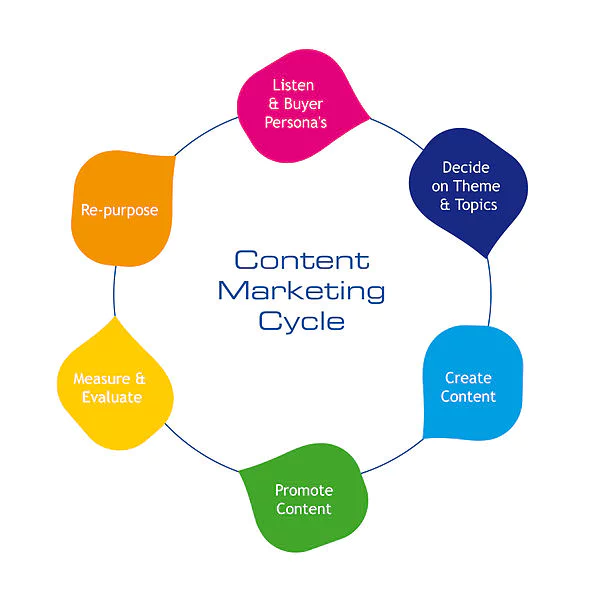 Listen
& Buyer
Persona's
Decide
on Theme
& Topics
Create
Content
Promote
Content
Measure &
Evaluate
Re-purpose
Content
Marketing
Cycle